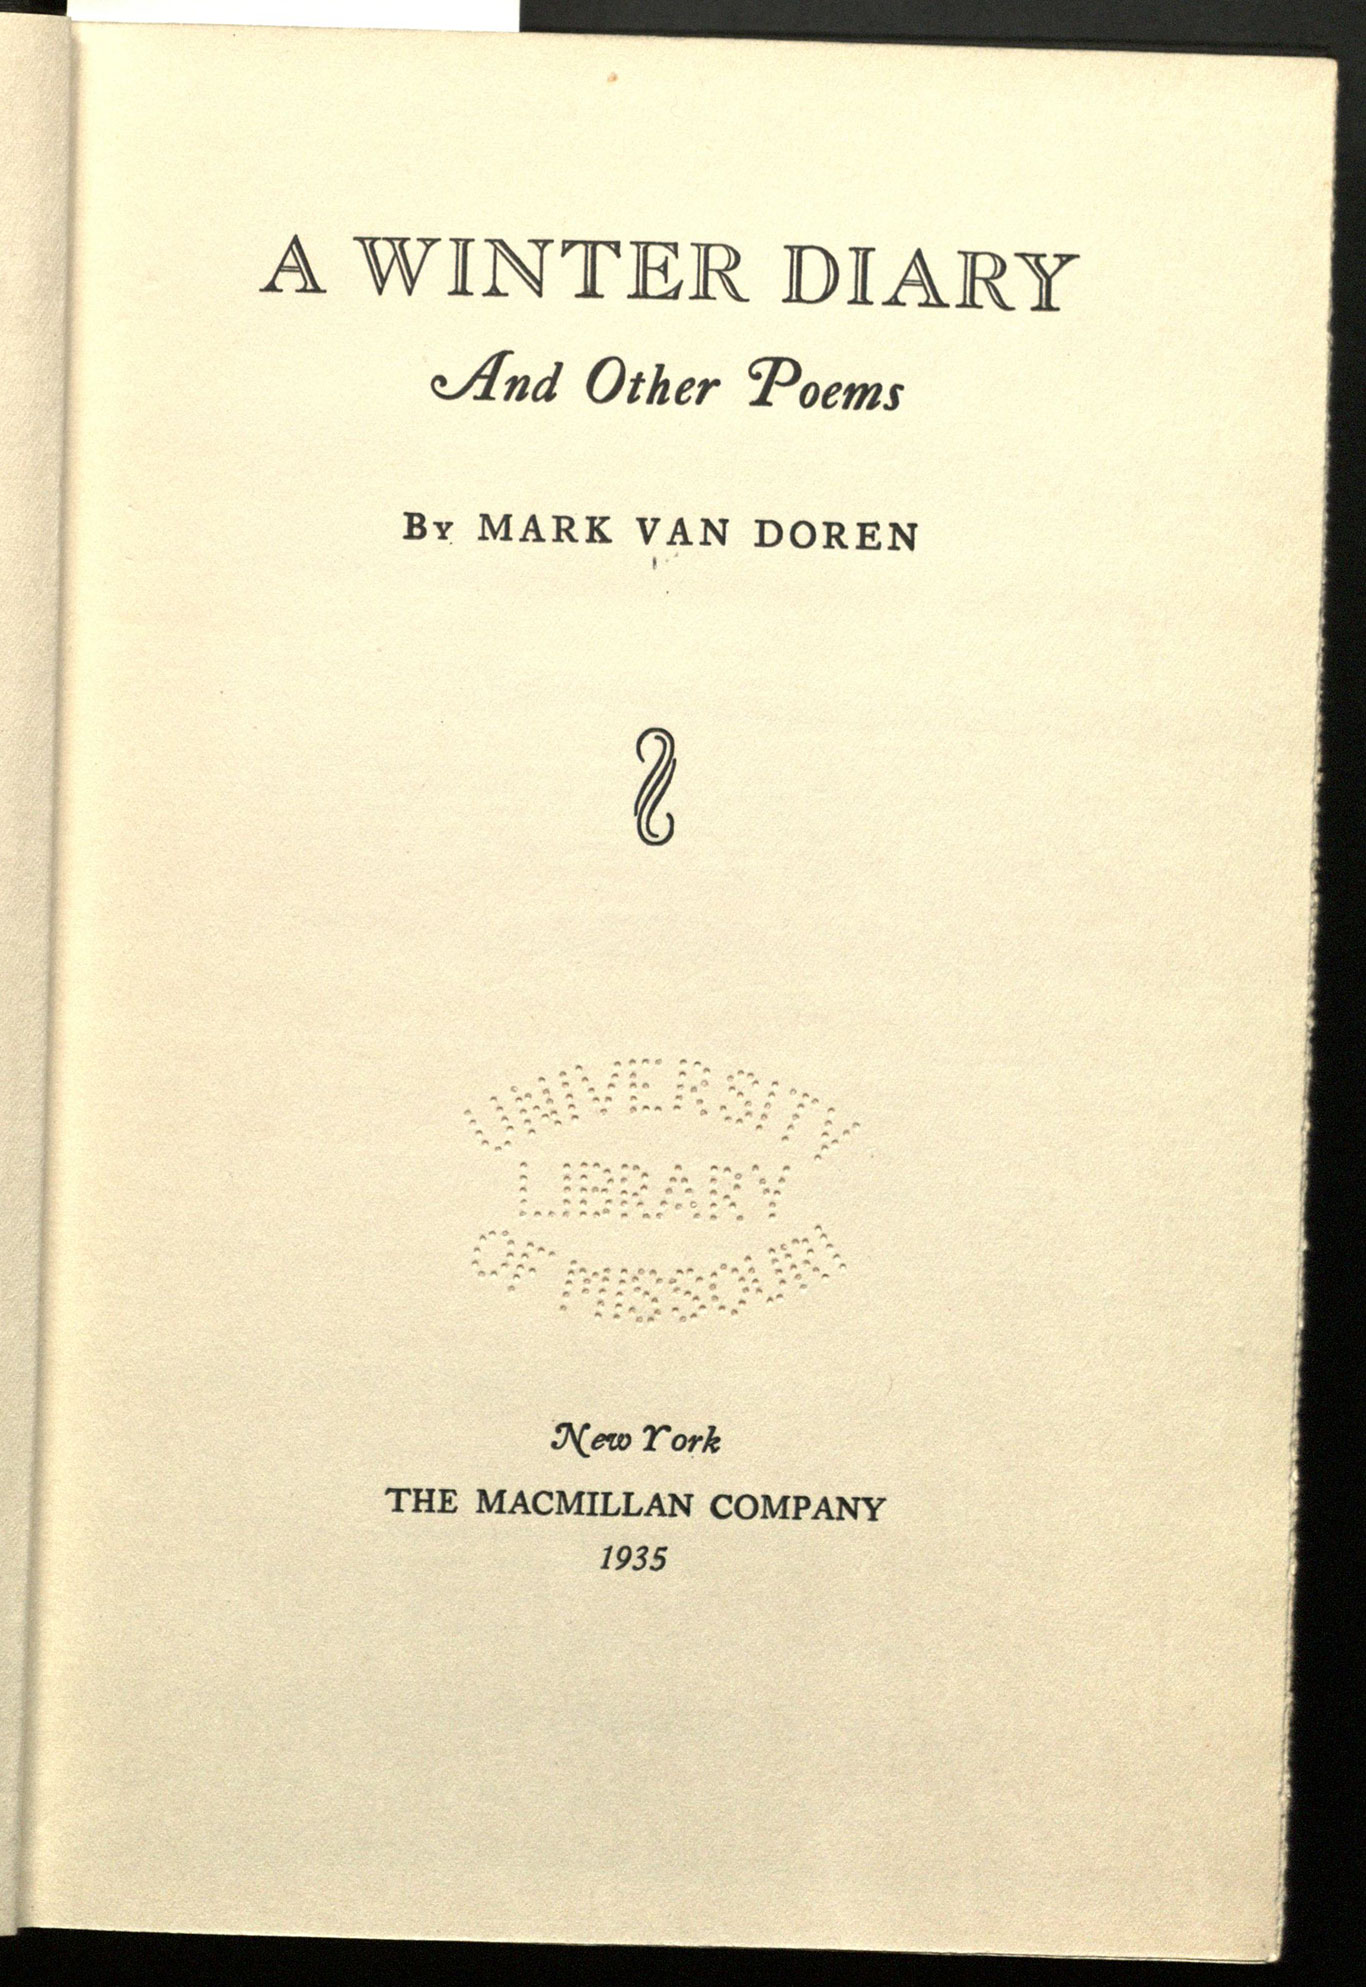 A WINTER DIARY
And Other Poems
By MARK VAN DOREN
UNIVERSITY
LIBRARY
OF MISSOURI
New York
THE MACMILLAN COMPANY
1935